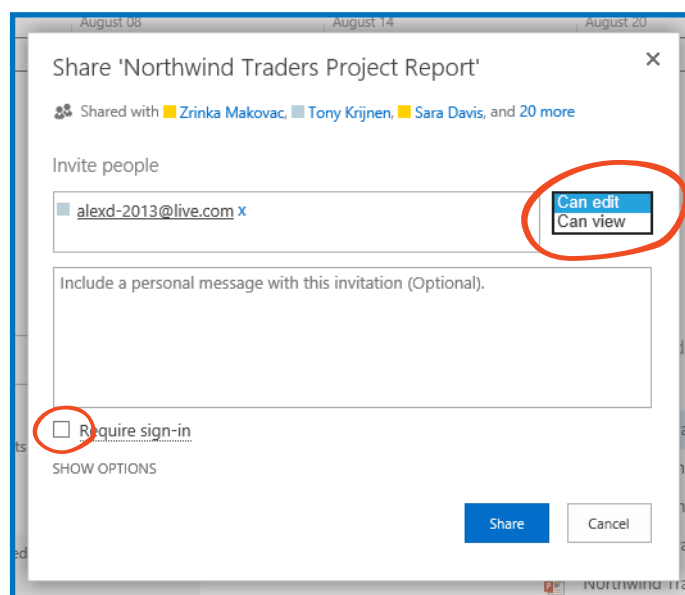 August 08 August 14 August 20
Share 'Northwind Traders Project Report'
Shared with Zrinka Makovac, Tony Krijnen, Sara Davis, and 20 more
Invite people
alexd-2013@live.com x
Can edit
Can view
Include a personal message with this invitation (Optional).
Require sign-in
SHOW OPTIONS
Share Cancel
Northwind Tra